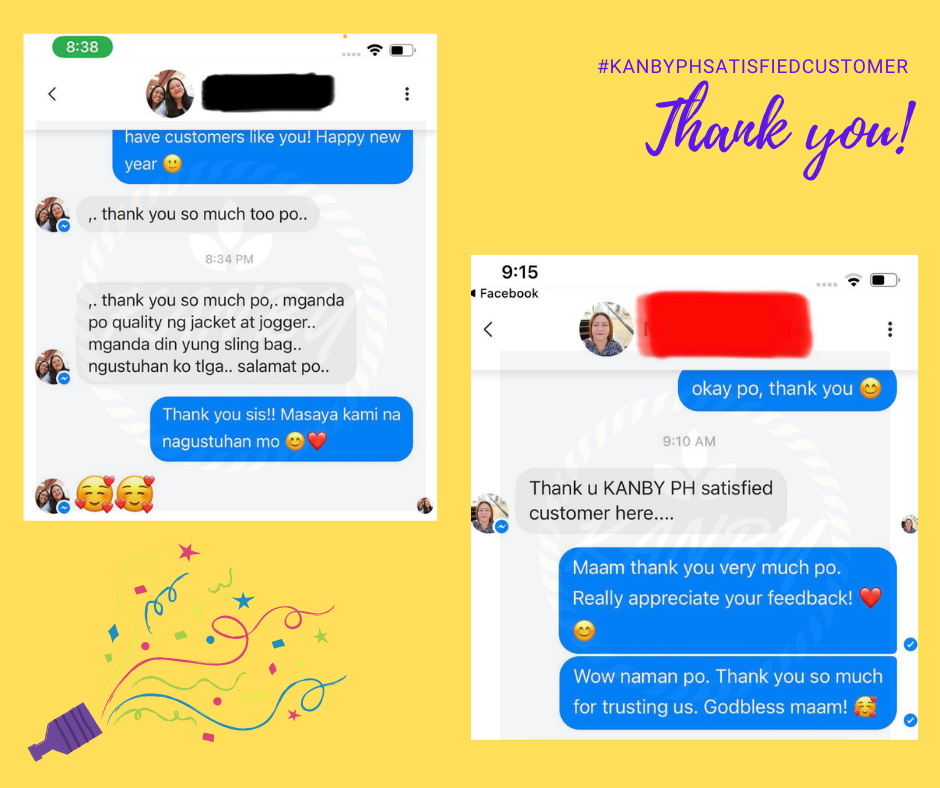 8:38
have customers like you! Happy new
year 🙂
,. thank you so much too po..
8:34 PM
,. thank you so much po,. mganda
po quality ng jacket at jogger..
mganda din yung sling bag..
ngustuhan ko tlga.. salamat po..
Thank you sis!! Masaya kami na
nagustuhan mo 😊❤️
🥰🥰
#KANBYPHSATISFIEDCUSTOMER
Thank you!
9:15
Facebook
okay po, thank you 😊
9:10 AM
Thank u KANBY PH satisfied
customer here....
KANBY
Maam thank you very much po.
Really appreciate your feedback! ❤️
😊
Wow naman po. Thank you so much
for trusting us. Godbless maam! 🥰